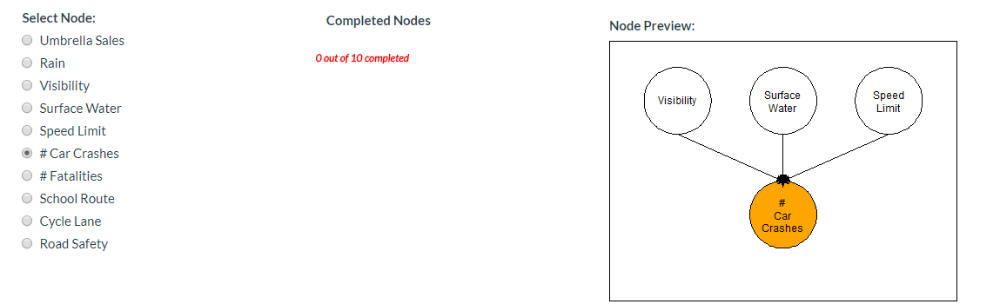 Select Node:
Umbrella Sales
Rain
Visibility
Surface Water
Speed Limit
# Car Crashes
# Fatalities
School Route
Cycle Lane
Road Safety
Completed Nodes
0 out of 10 completed
Node Preview:
Visibility
Surface
Water
Speed
Limit
#
Car
Crashes